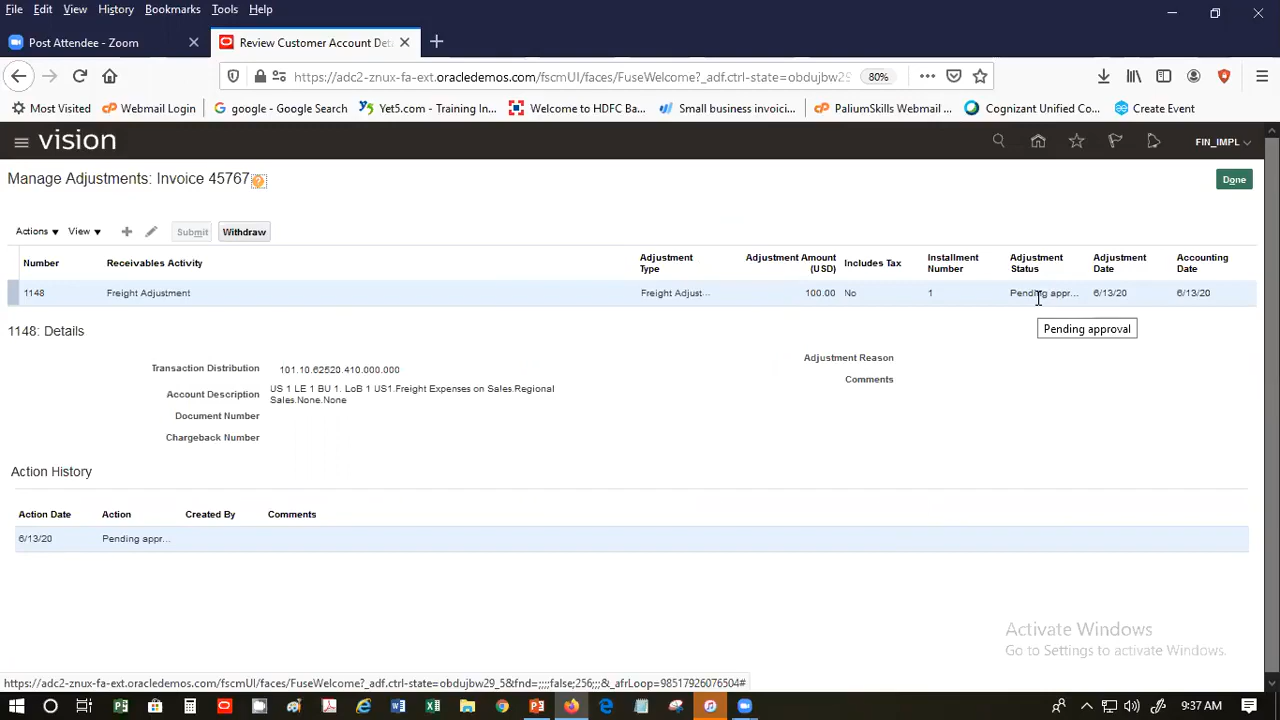 File Edit View History Bookmarks Tools Help
Post Attendee - Zoom
Review Customer Account Det
https://adc2-znux-fa-ext.oracledemos.com/fscmUI/faces/FuseWelcome?_adf.ctrl-state=obdujbw29 80%
Most Visited Webmail Login google - Google Search Yet5.com - Training In... Welcome to HDFC Ba... Small business invoici... PaliumSkills Webmail ... Cognizant Unified Co... Create Event
vision FIN_IMPL
Manage Adjustments: Invoice 45767 Done
Actions View Submit Withdraw
Number Receivables Activity Adjustment Type Adjustment Amount (USD) Includes Tax Installment Number Adjustment Status Adjustment Date Accounting Date
1148 Freight Adjustment Freight Adjust... 100.00 No 1 Pending appr... 6/13/20 6/13/20
Pending approval
1148: Details
Transaction Distribution 101.10.62520.410.000.000
Account Description US 1 LE 1 BU 1. LoB 1 US1.Freight Expenses on Sales.Regional
Sales.None.None
Document Number
Chargeback Number
Adjustment Reason
Comments
Action History
Action Date Action Created By Comments
6/13/20 Pending appr...
Activate Windows
Go to Settings to activate Windows.
https://adc2-znux-fa-ext.oracledemos.com/fscmUI/faces/FuseWelcome?_adf.ctrl-state=obdujbw29_5&fnd=;;;;false;256;;;&_afrLoop=98517926076504#
9:37 AM